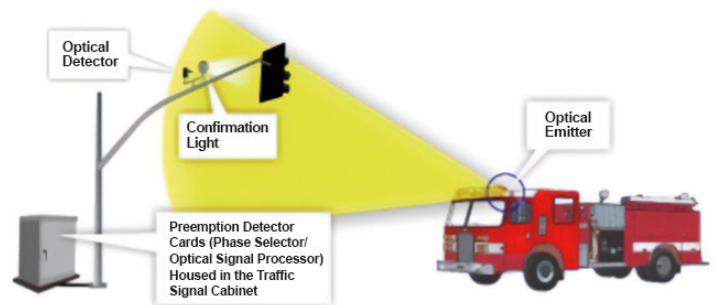 Optical
Detector
Confirmation
Light
Optical
Emitter
Preemption Detector
Cards (Phase Selector/
Optical Signal Processor)
Housed in the Traffic
Signal Cabinet